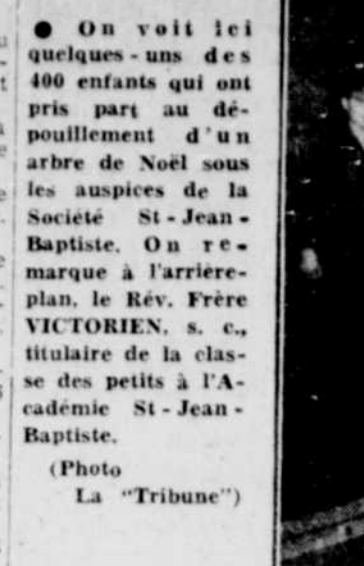 ● On voit ici
quelques-uns des
400 enfants qui ont
pris part au dé-
pouillement d'un
arbre de Noël sous
les auspices de la
Société St-Jean-
Baptiste. On re-
marque à l'arrière-
plan, le Rév. Frère
VICTORIEN, s. c.,
titulaire de la clas-
se des petits à l'A-
cadémie St-Jean-
Baptiste.
(Photo
La "Tribune")